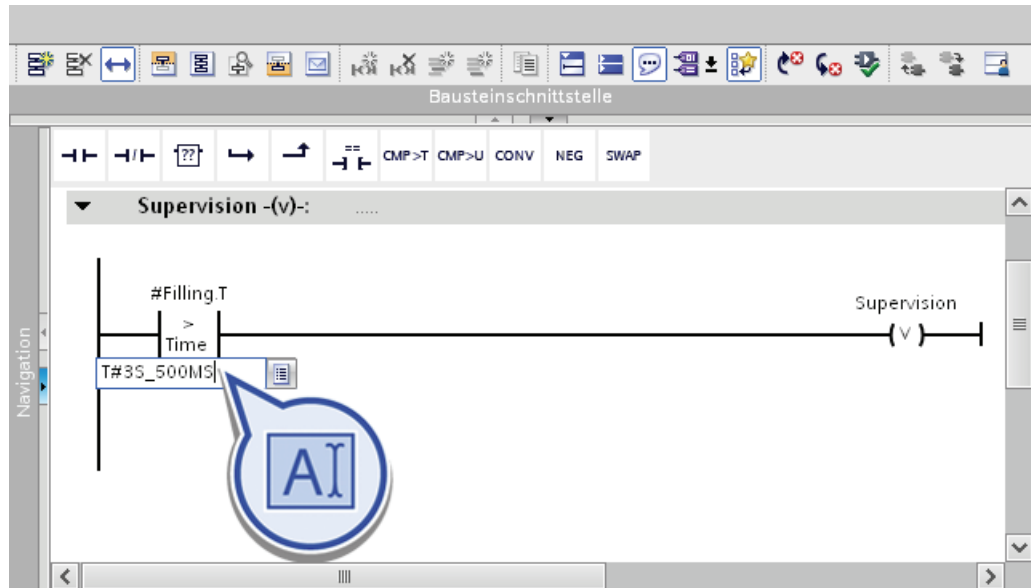 Bausteinschnittstelle
??
==
CMP>T CMP>U CONV NEG SWAP
Supervision -(v)-: .....
#Filling.T
>
Time
T#3S_500MS
Supervision
( v )
AI
Navigation